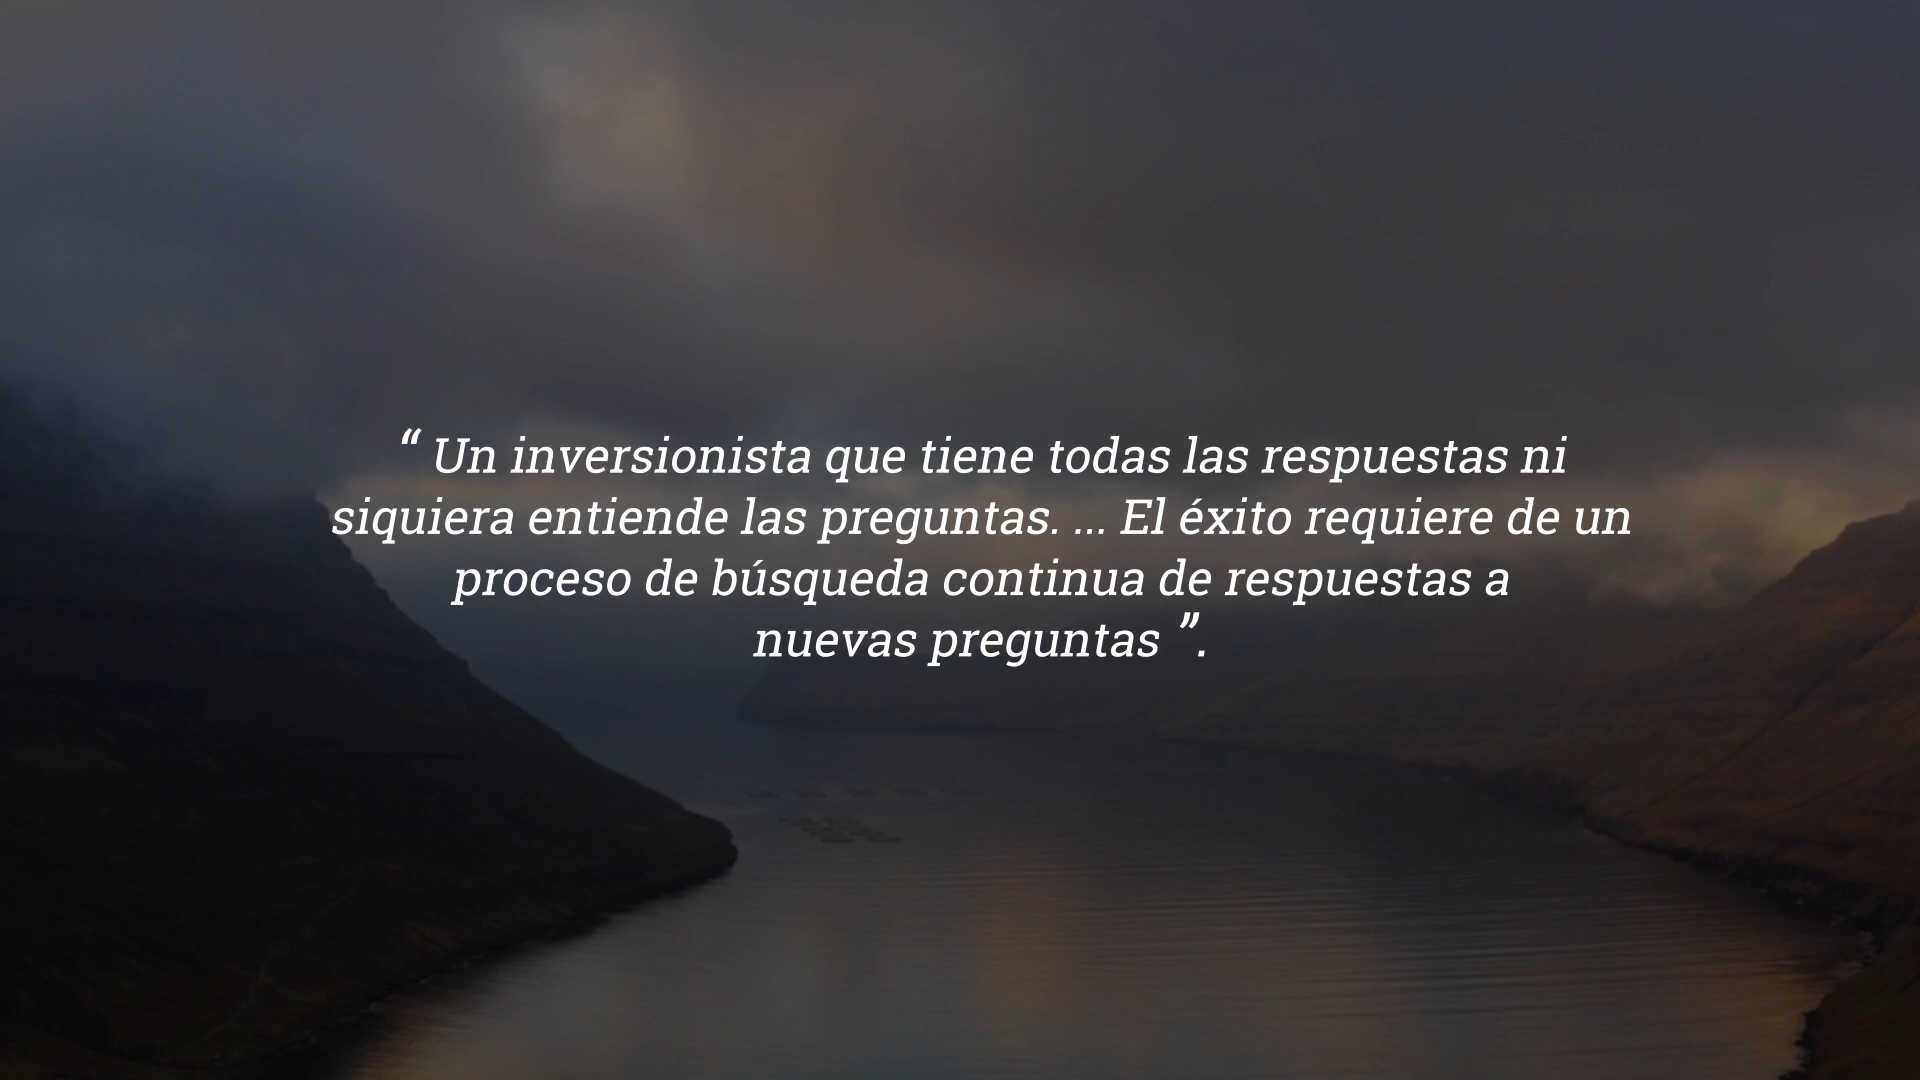 “ Un inversionista que tiene todas las respuestas ni
siquiera entiende las preguntas. ... El éxito requiere de un
proceso de búsqueda continua de respuestas a
nuevas preguntas ”.